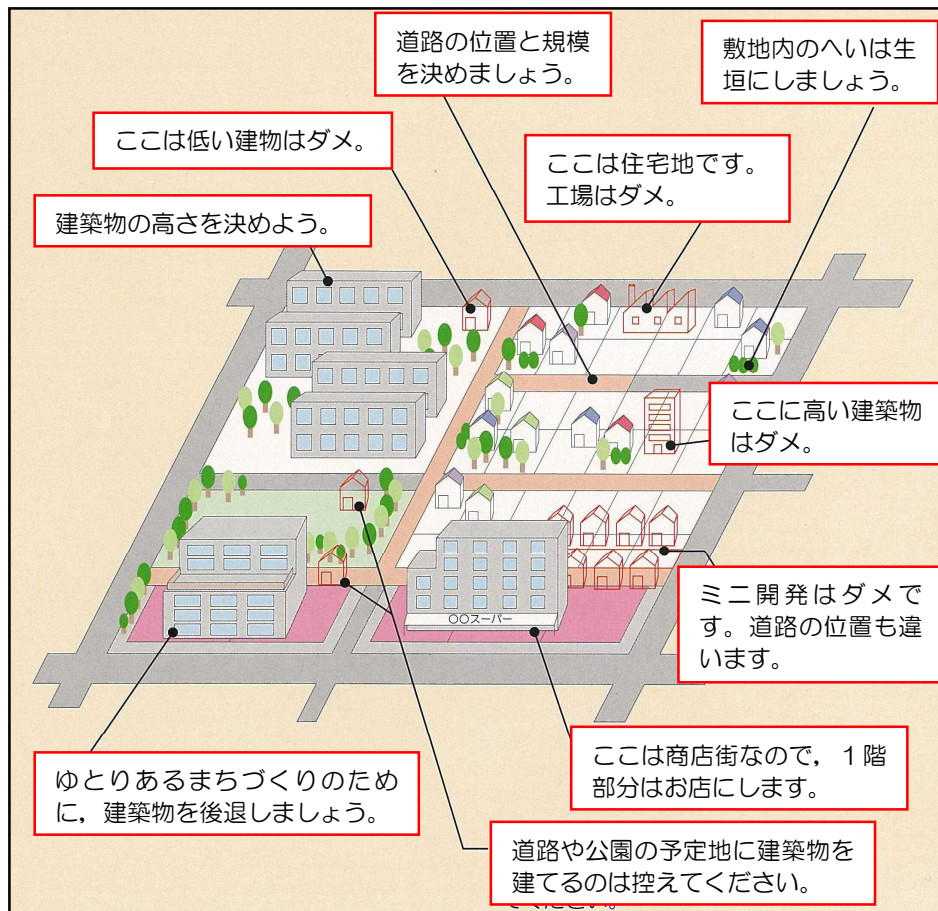 道路の位置と規模
を決めましょう。
敷地内のへいは生
垣にしましょう。
ここは低い建物はダメ。
ここは住宅地です。
工場はダメ。
建築物の高さを決めよう。
ここに高い建築物
はダメ。
ミニ開発はダメで
す。道路の位置も違
います。
〇〇スーパー
ここは商店街なので，１階
部分はお店にします。
ゆとりあるまちづくりのため
に，建築物を後退しましょう。
道路や公園の予定地に建築物を
建てるのは控えてください。